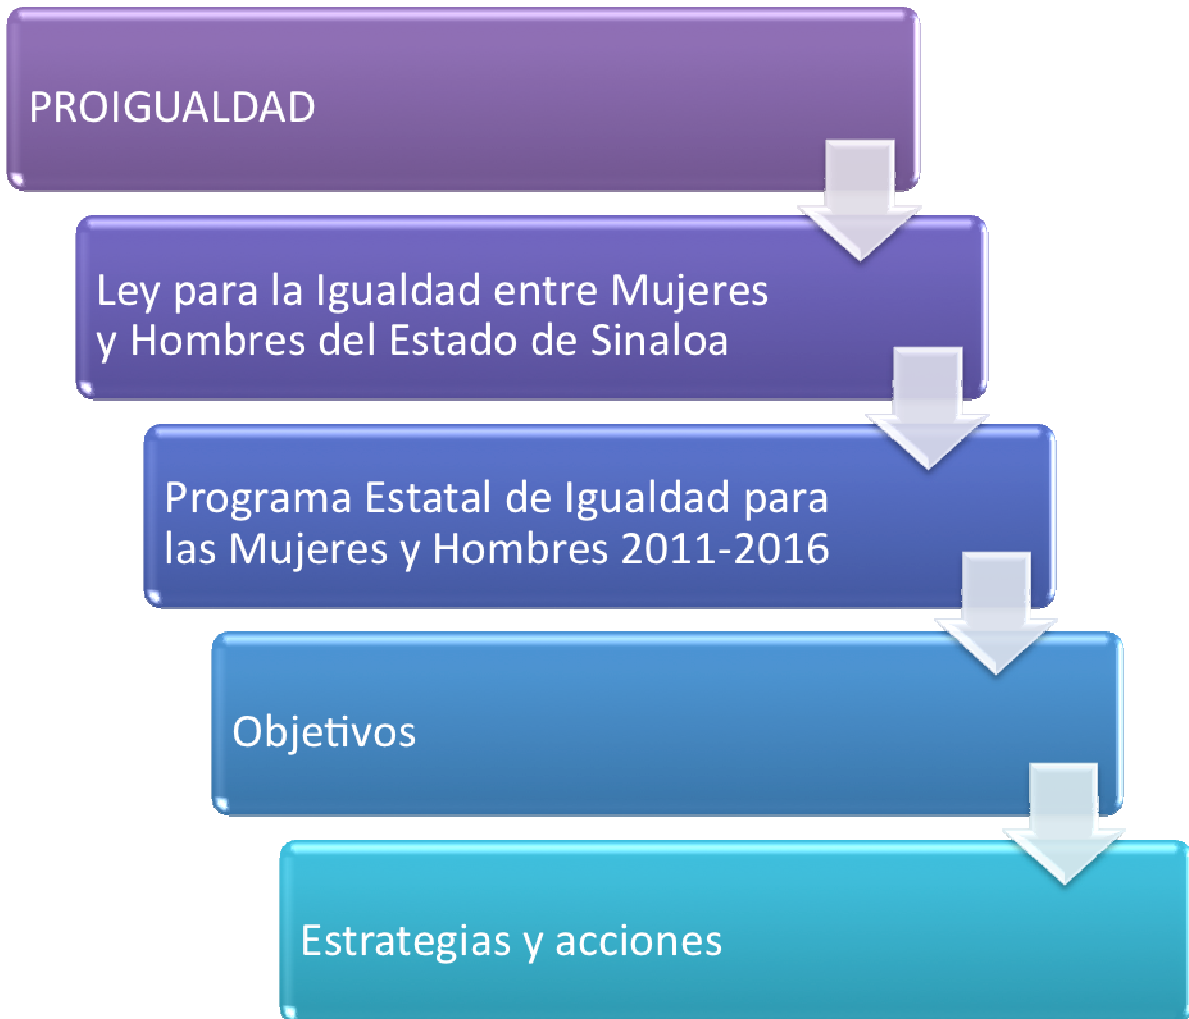 PROIGUALDAD
Ley para la Igualdad entre Mujeres
y Hombres del Estado de Sinaloa
Programa Estatal de Igualdad para
las Mujeres y Hombres 2011-2016
Objetivos
Estrategias y acciones